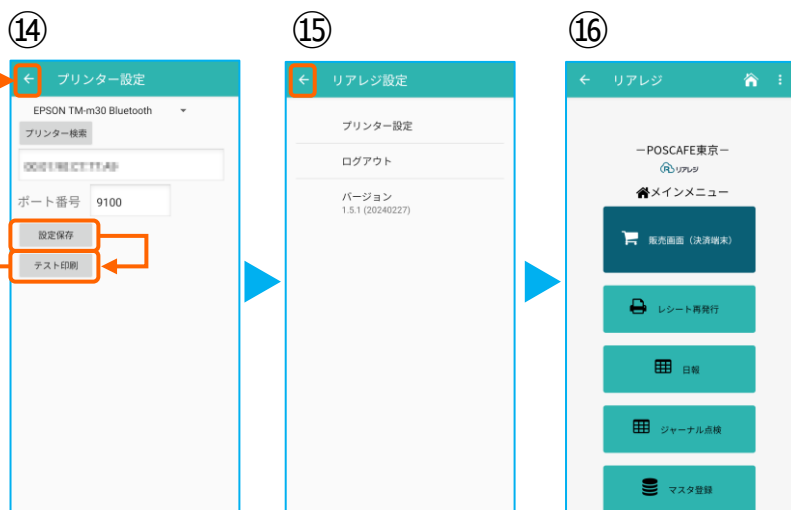 ⑭
プリンター設定
EPSON TM-m30 Bluetooth
プリンター検索
ポート番号 9100
設定保存
テスト印刷
⑮
リアレジ設定
プリンター設定
ログアウト
バージョン
1.5.1 (20240227)
⑯
リアレジ
－POSCAFE東京－
R リアレジ
メインメニュー
販売画面（決済端末）
レシート再発行
日報
ジャーナル点検
マスタ登録